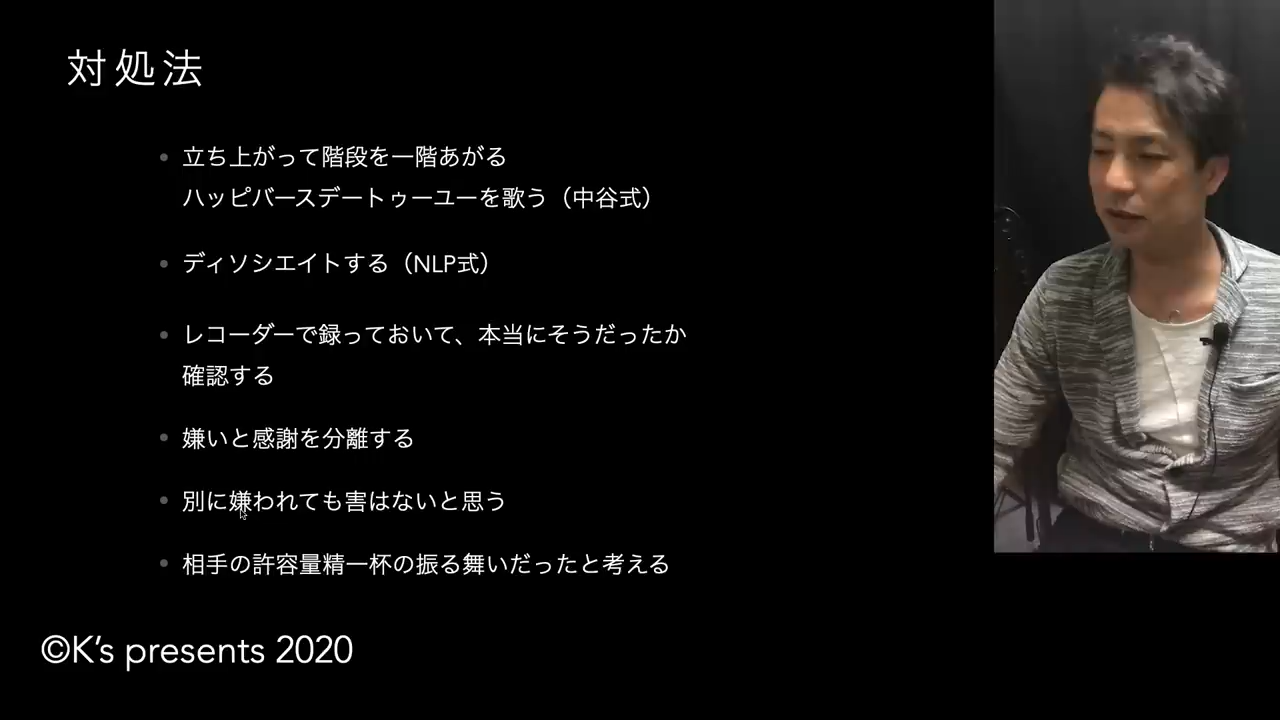 対処法
• 立ち上がって階段を一階あがる
ハッピバースデートゥーユーを歌う（中谷式）
• ディソシエイトする（NLP式）
• レコーダーで録っておいて、本当にそうだったか
確認する
• 嫌いと感謝を分離する
• 別に嫌われても害はないと思う
• 相手の許容量精一杯の振る舞いだったと考える
©K’s presents 2020